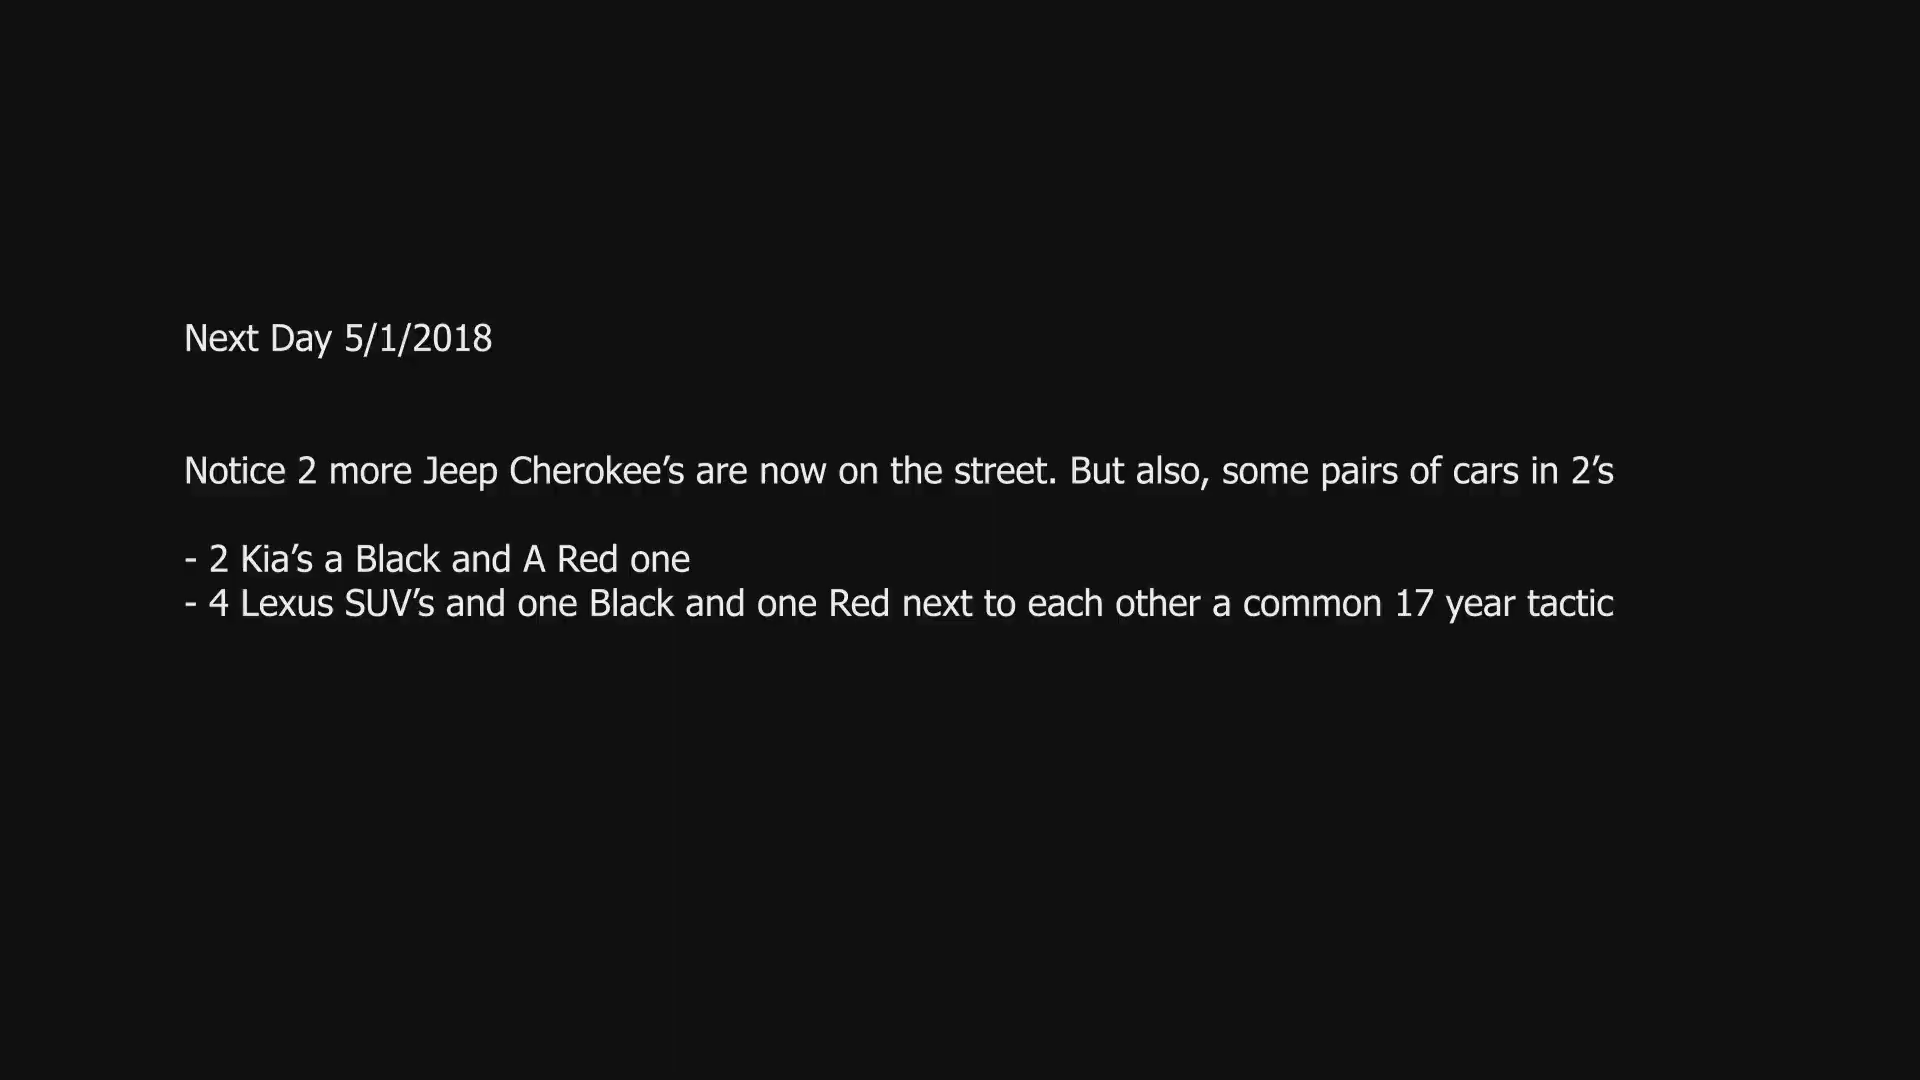 Next Day 5/1/2018
Notice 2 more Jeep Cherokee’s are now on the street. But also, some pairs of cars in 2’s
- 2 Kia’s a Black and A Red one
- 4 Lexus SUV’s and one Black and one Red next to each other a common 17 year tactic